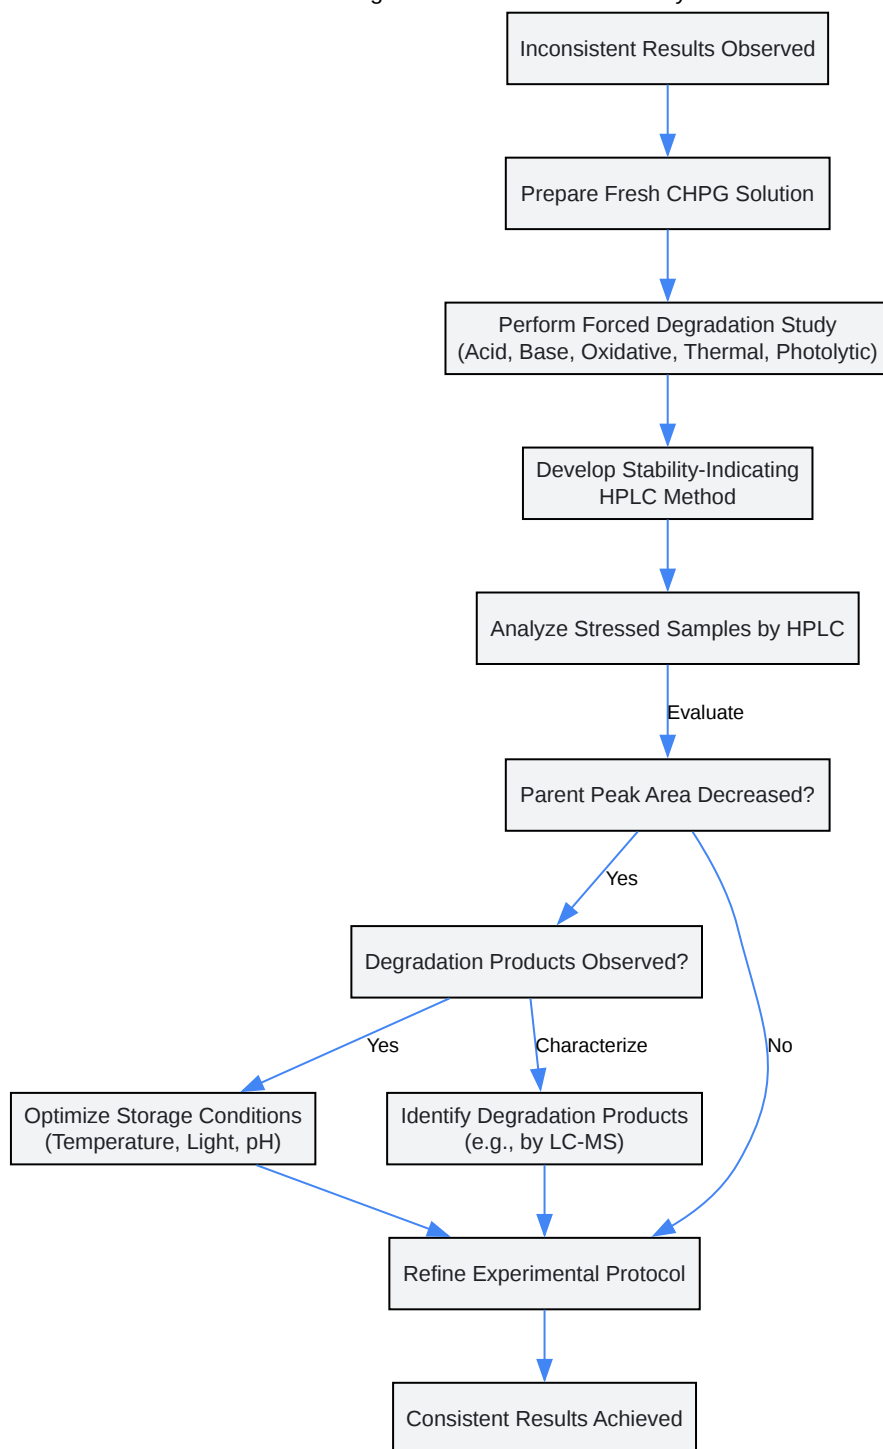 Inconsistent Results Observed
Prepare Fresh CHPG Solution
Perform Forced Degradation Study
(Acid, Base, Oxidative, Thermal, Photolytic)
Develop Stability-Indicating
HPLC Method
Analyze Stressed Samples by HPLC
Evaluate
Parent Peak Area Decreased?
Yes
Degradation Products Observed?
Yes
Characterize
No
Optimize Storage Conditions
(Temperature, Light, pH)
Identify Degradation Products
(e.g., by LC-MS)
Refine Experimental Protocol
Consistent Results Achieved